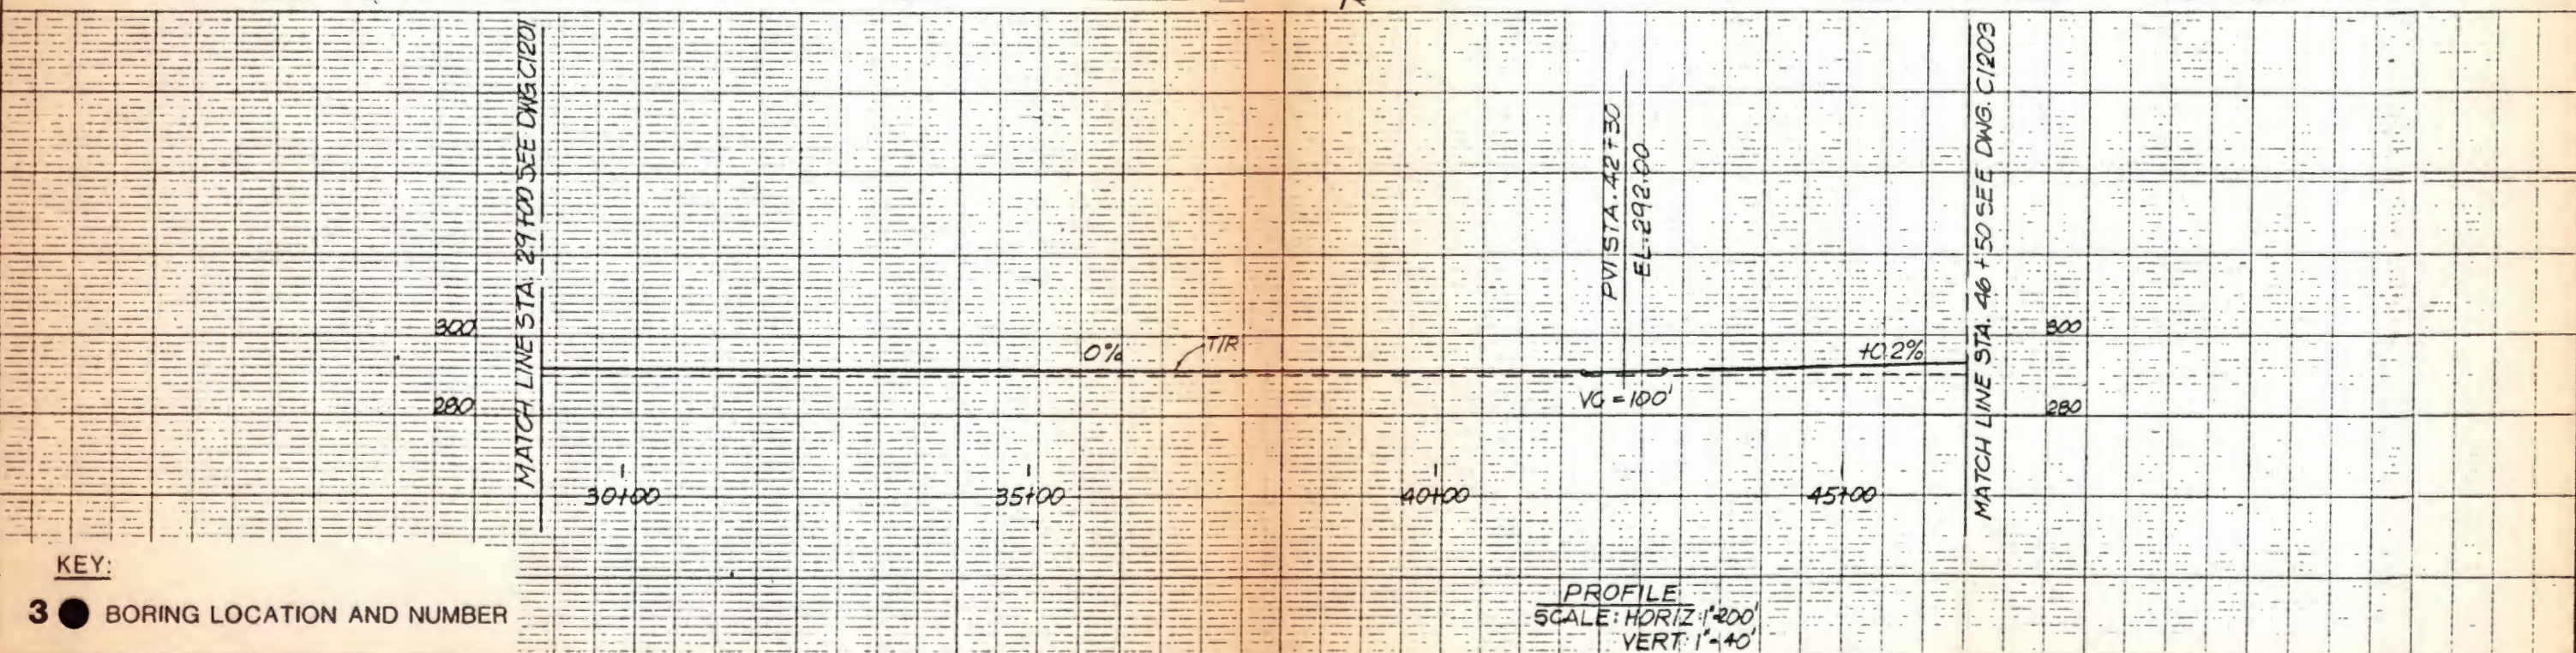 MATCH LINE STA. 29+00 SEE DWG C1201
PVI STA. 42+30
EL. 292.00
MATCH LINE STA. 46+50 SEE DWG. C1203
300
0%
T/R
+0.2%
300
280
VC = 100'
280
30+00
35+00
40+00
45+00
KEY:
3 BORING LOCATION AND NUMBER
PROFILE
SCALE: HORIZ: 1"=200'
VERT: 1"=40'